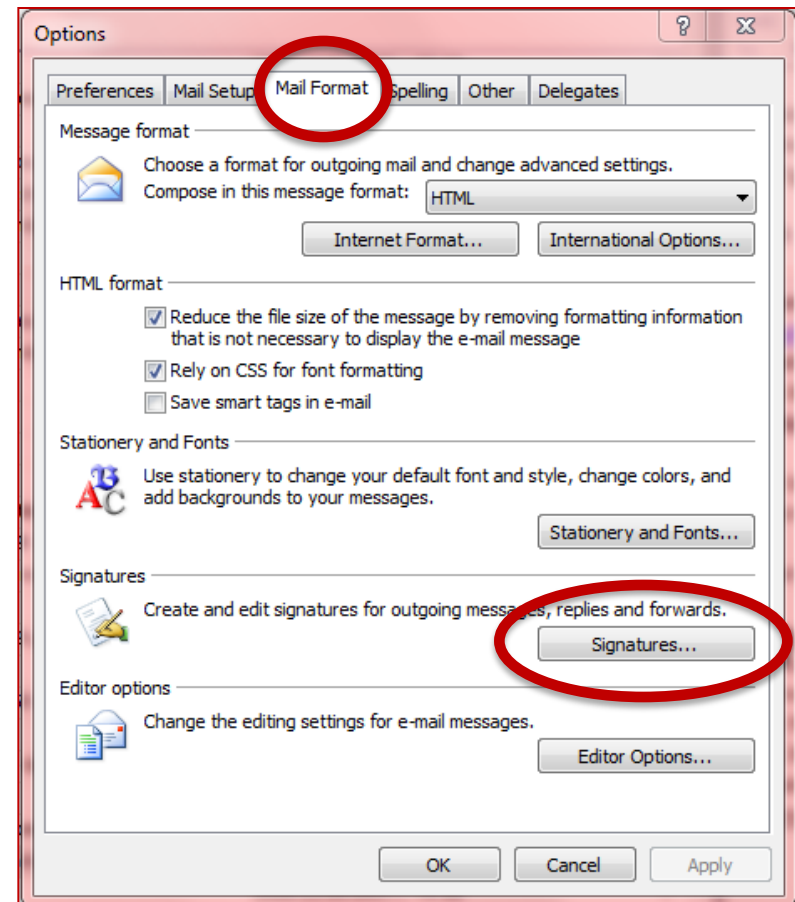 Options
Preferences Mail Setup Mail Format Spelling Other Delegates
Message format
Choose a format for outgoing mail and change advanced settings.
Compose in this message format: HTML
Internet Format... International Options...
HTML format
Reduce the file size of the message by removing formatting information
that is not necessary to display the e-mail message
Rely on CSS for font formatting
Save smart tags in e-mail
Stationery and Fonts
Use stationery to change your default font and style, change colors, and
add backgrounds to your messages.
Stationery and Fonts...
Signatures
Create and edit signatures for outgoing messages, replies and forwards.
Signatures...
Editor options
Change the editing settings for e-mail messages.
Editor Options...
OK Cancel Apply